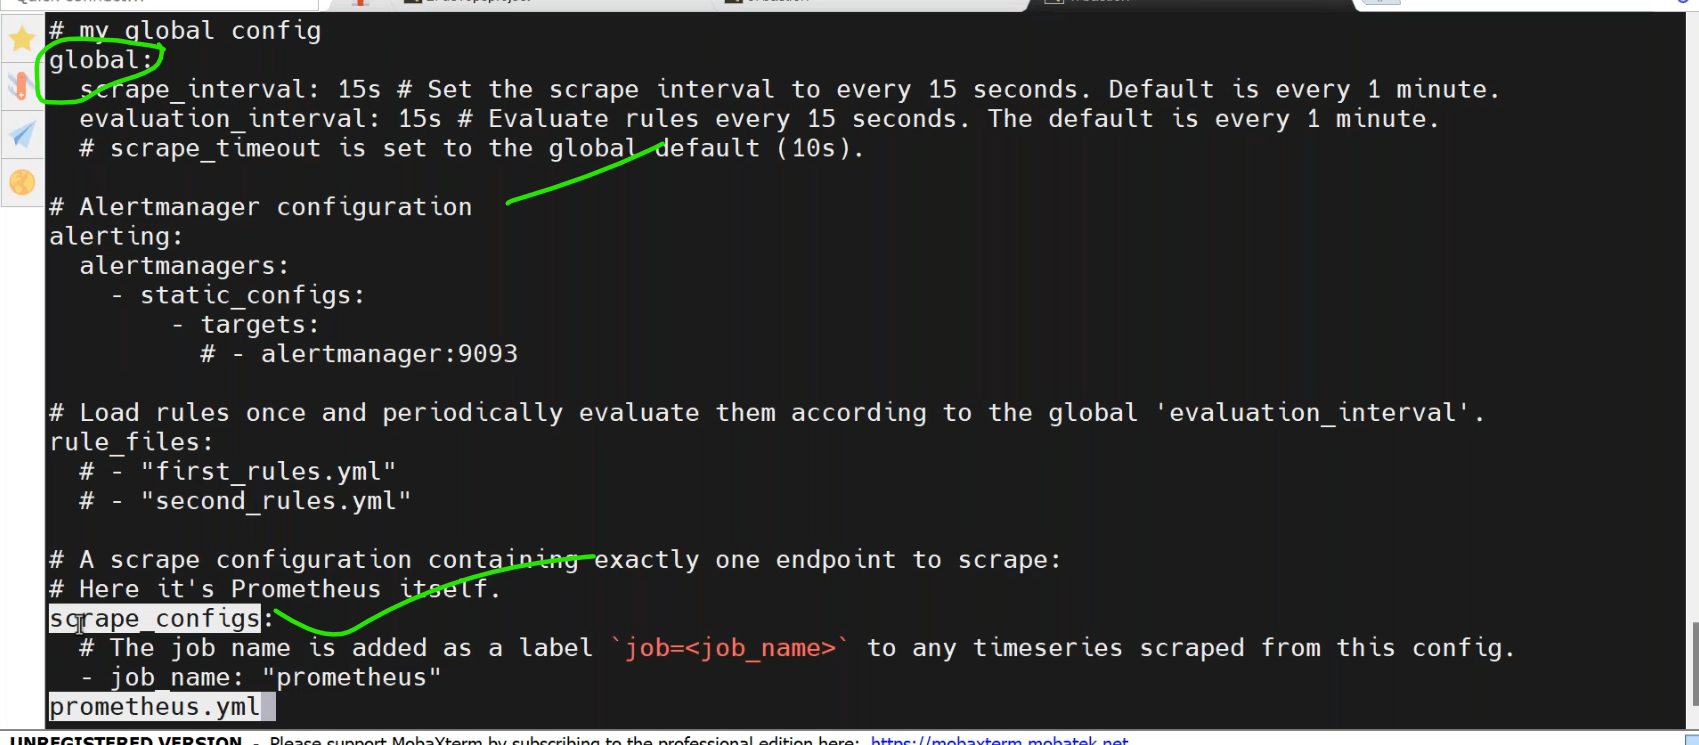 # my global config
global:
  scrape_interval: 15s # Set the scrape interval to every 15 seconds. Default is every 1 minute.
  evaluation_interval: 15s # Evaluate rules every 15 seconds. The default is every 1 minute.
  # scrape_timeout is set to the global default (10s).

# Alertmanager configuration
alerting:
  alertmanagers:
    - static_configs:
        - targets:
          # - alertmanager:9093

# Load rules once and periodically evaluate them according to the global 'evaluation_interval'.
rule_files:
  # - "first_rules.yml"
  # - "second_rules.yml"

# A scrape configuration containing exactly one endpoint to scrape:
# Here it's Prometheus itself.
scrape_configs:
  # The job name is added as a label `job=<job_name>` to any timeseries scraped from this config.
  - job_name: "prometheus"
prometheus.yml
UNREGISTERED VERSION - Please support MobaXterm by subscribing to the professional edition here: https://mobaxterm.mobatek.net